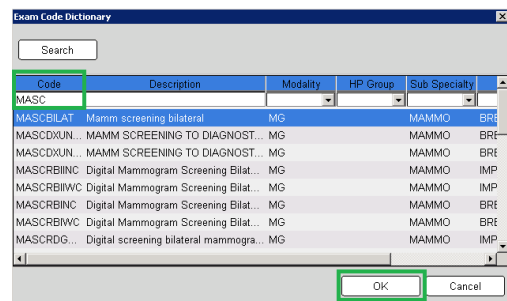 Exam Code Dictionary
Search
Code Description Modality HP Group Sub Specialty
MASC
MASCBILAT Mamm screening bilateral MG MAMMO BRE
MASCDXUN... MAMM SCREENING TO DIAGNOST... MG MAMMO BRE
MASCDXUN... MAMM SCREENING TO DIAGNOST... MG MAMMO BRE
MASCRBIINC Digital Mammogram Screening Bilat... MG MAMMO IMP
MASCRBIIWC Digital Mammogram Screening Bilat... MG MAMMO IMP
MASCRBINC Digital Mammogram Screening Bilat... MG MAMMO BRE
MASCRBIWC Digital Mammogram Screening Bilat... MG MAMMO BRE
MASCRDG... Digital screening bilateral mammogra... MG MAMMO IMP
OK Cancel